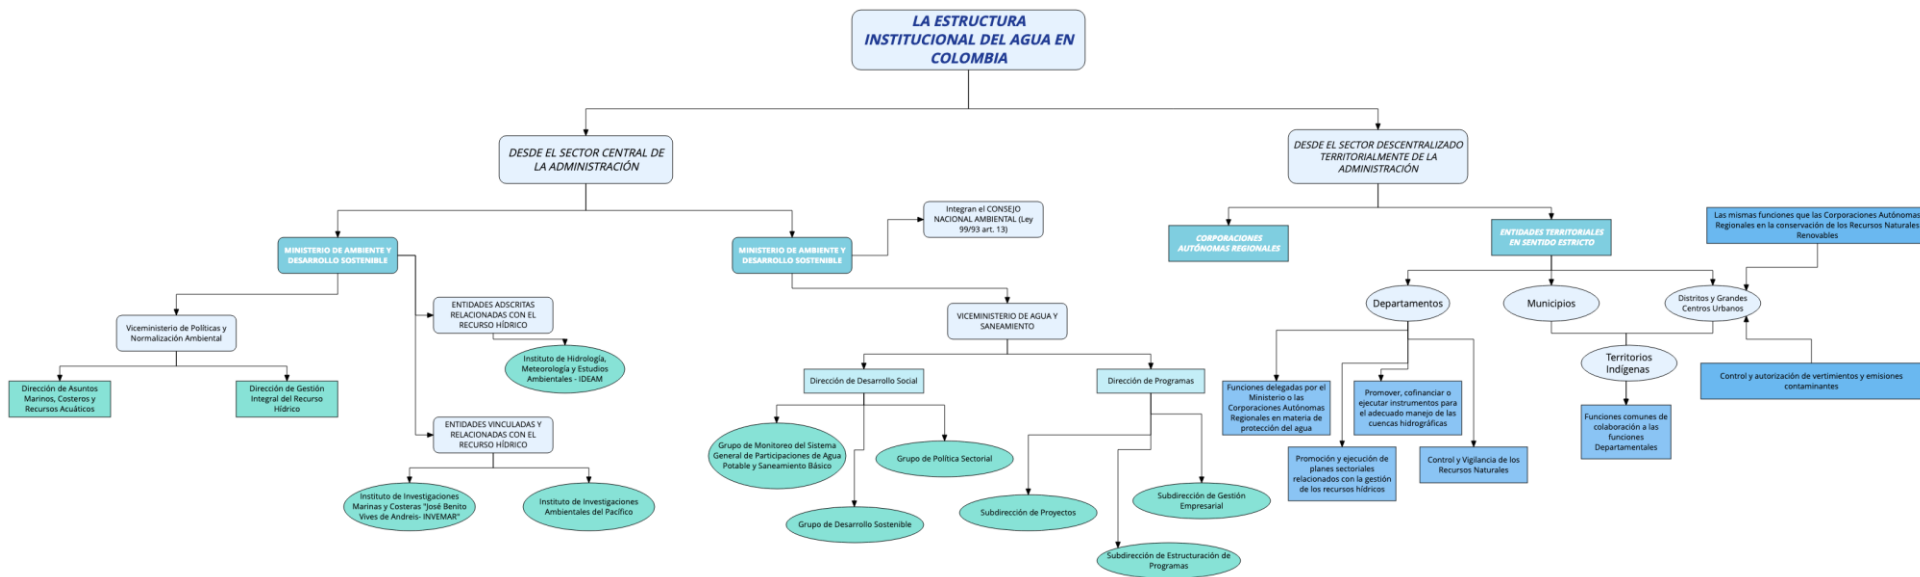 LA ESTRUCTURA
INSTITUCIONAL DEL AGUA EN
COLOMBIA
DESDE EL SECTOR CENTRAL DE
LA ADMINISTRACIÓN
DESDE EL SECTOR DESCENTRALIZADO
TERRITORIALMENTE DE LA
ADMINISTRACIÓN
MINISTERIO DE AMBIENTE Y
DESARROLLO SOSTENIBLE
MINISTERIO DE AMBIENTE Y
DESARROLLO SOSTENIBLE
Integran el CONSEJO
NACIONAL AMBIENTAL (Ley
99/93 art. 13)
CORPORACIONES
AUTÓNOMAS REGIONALES
ENTIDADES TERRITORIALES
EN SENTIDO ESTRICTO
Las mismas funciones que las Corporaciones Autónomas
Regionales en la conservación de los Recursos Naturales
Renovables
Viceministerio de Políticas y
Normalización Ambiental
ENTIDADES ADSCRITAS
RELACIONADAS CON EL
RECURSO HÍDRICO
VICEMINISTERIO DE AGUA Y
SANEAMIENTO
Departamentos
Municipios
Distritos y Grandes
Centros Urbanos
Dirección de Asuntos
Marinos, Costeros y
Recursos Acuáticos
Dirección de Gestión
Integral del Recurso
Hídrico
Instituto de Hidrología,
Meteorología y Estudios
Ambientales - IDEAM
Dirección de Desarrollo Social
Dirección de Programas
Territorios
Indígenas
Control y autorización de vertimientos y emisiones
contaminantes
Funciones delegadas por el
Ministerio o las
Corporaciones Autónomas
Regionales en materia de
protección del agua
Promover, cofinanciar o
ejecutar instrumentos para
el adecuado manejo de las
cuencas hidrográficas
Funciones comunes de
colaboración a las
funciones
Departamentales
ENTIDADES VINCULADAS Y
RELACIONADAS CON EL
RECURSO HÍDRICO
Grupo de Monitoreo del Sistema
General de Participaciones de Agua
Potable y Saneamiento Básico
Grupo de Política Sectorial
Promoción y ejecución de
planes sectoriales
relacionados con la gestión
de los recursos hídricos
Control y Vigilancia de los
Recursos Naturales
Instituto de Investigaciones
Marinas y Costeras "José Benito
Vives de Andreis- INVEMAR"
Instituto de Investigaciones
Ambientales del Pacífico
Grupo de Desarrollo Sostenible
Subdirección de Proyectos
Subdirección de Gestión
Empresarial
Subdirección de Estructuración de
Programas